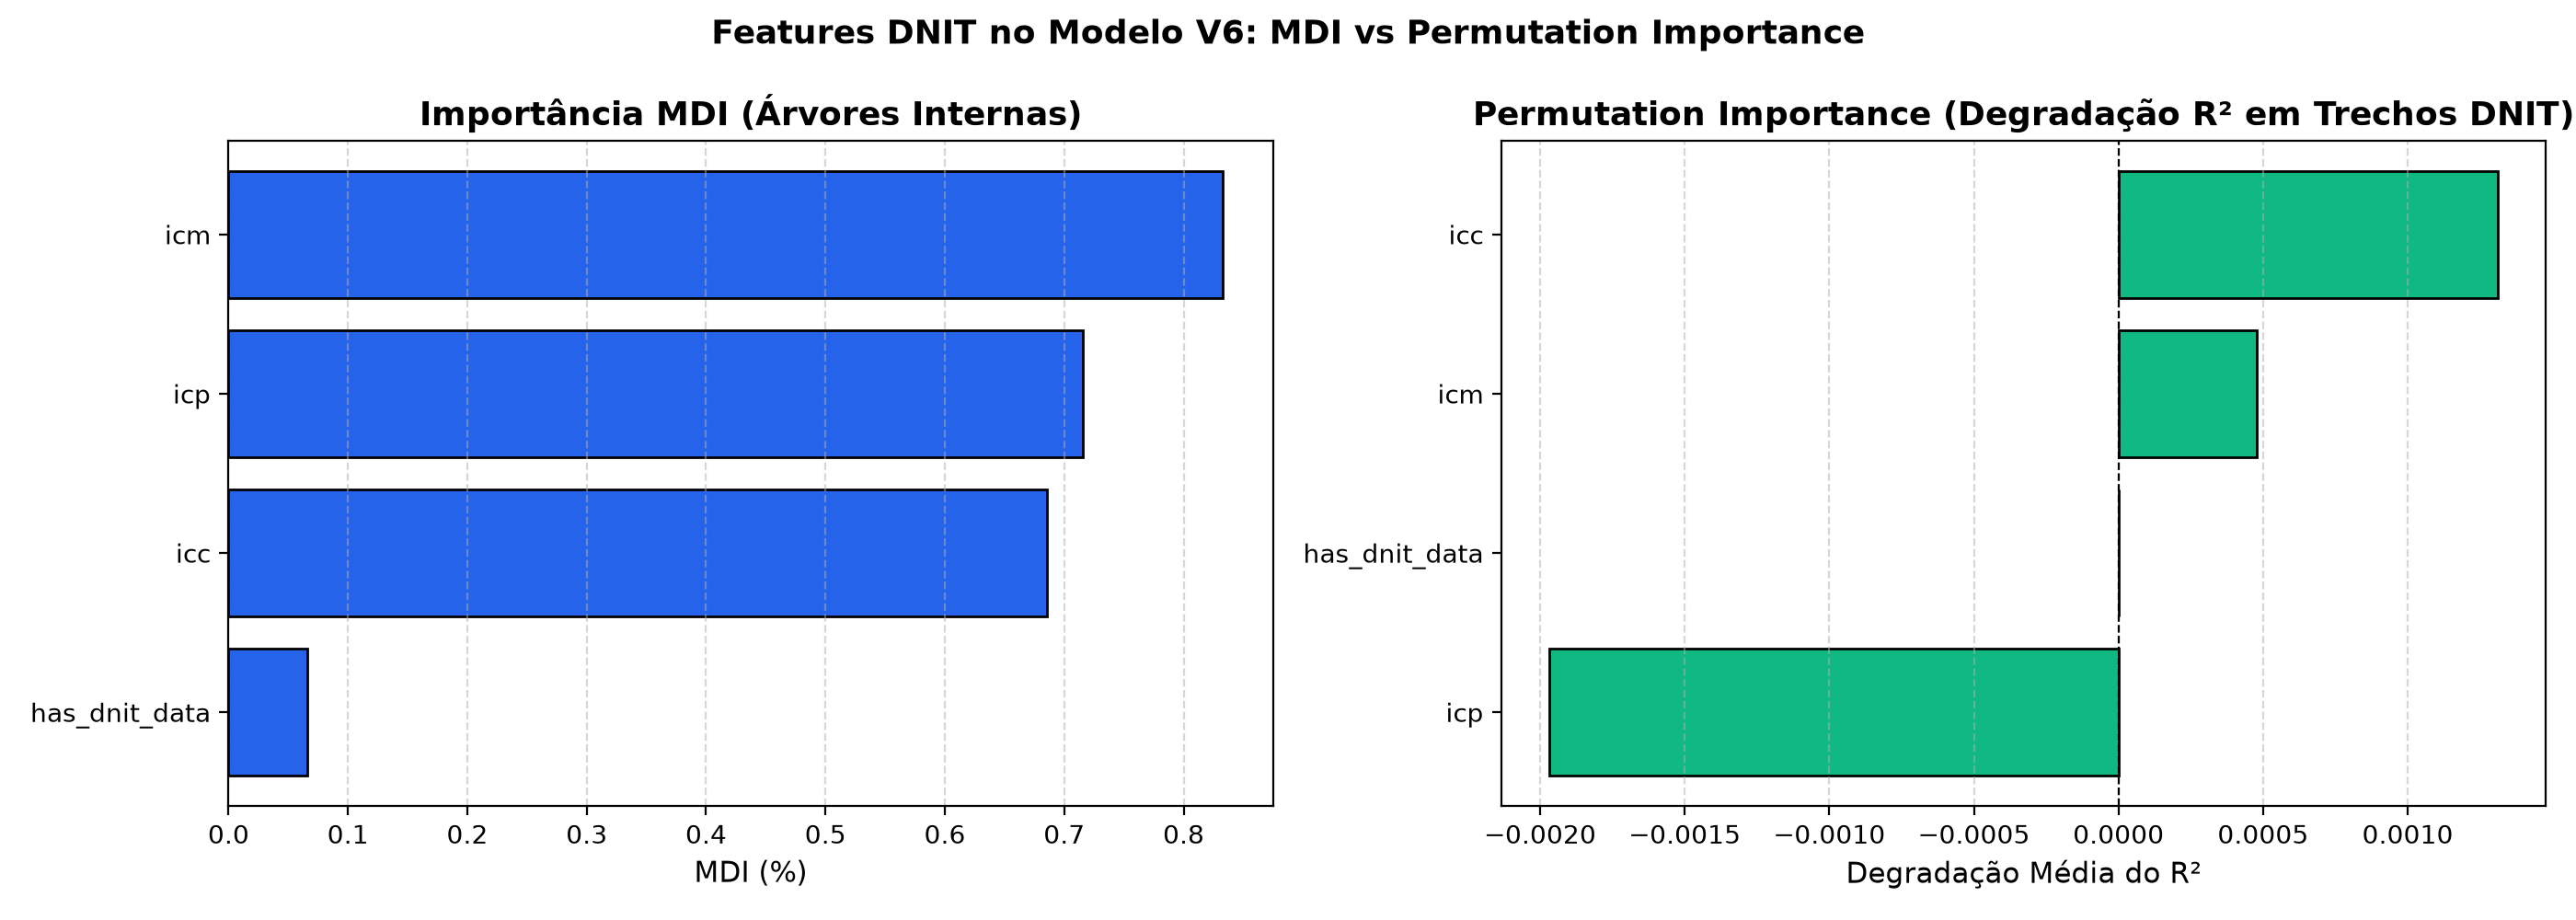 Features DNIT no Modelo V6: MDI vs Permutation Importance
Importância MDI (Árvores Internas)
icm
icp
icc
has_dnit_data
0.0 0.1 0.2 0.3 0.4 0.5 0.6 0.7 0.8
MDI (%)
Permutation Importance (Degradação R² em Trechos DNIT)
icc
icm
has_dnit_data
icp
−0.0020 −0.0015 −0.0010 −0.0005 0.0000 0.0005 0.0010
Degradação Média do R²